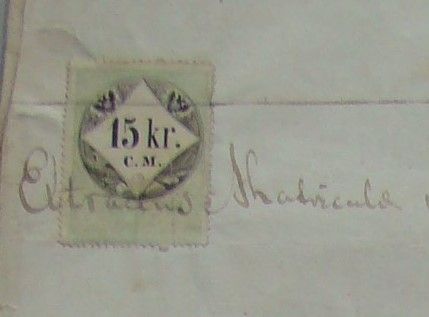 15 kr.
C.M.
Extractus Matricula